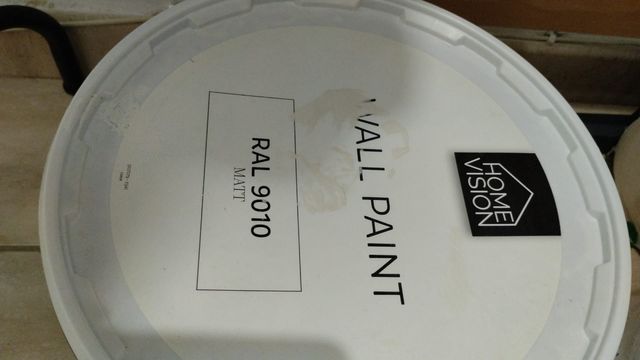 HOME
VISION
WALL PAINT
RAL 9010
MATT